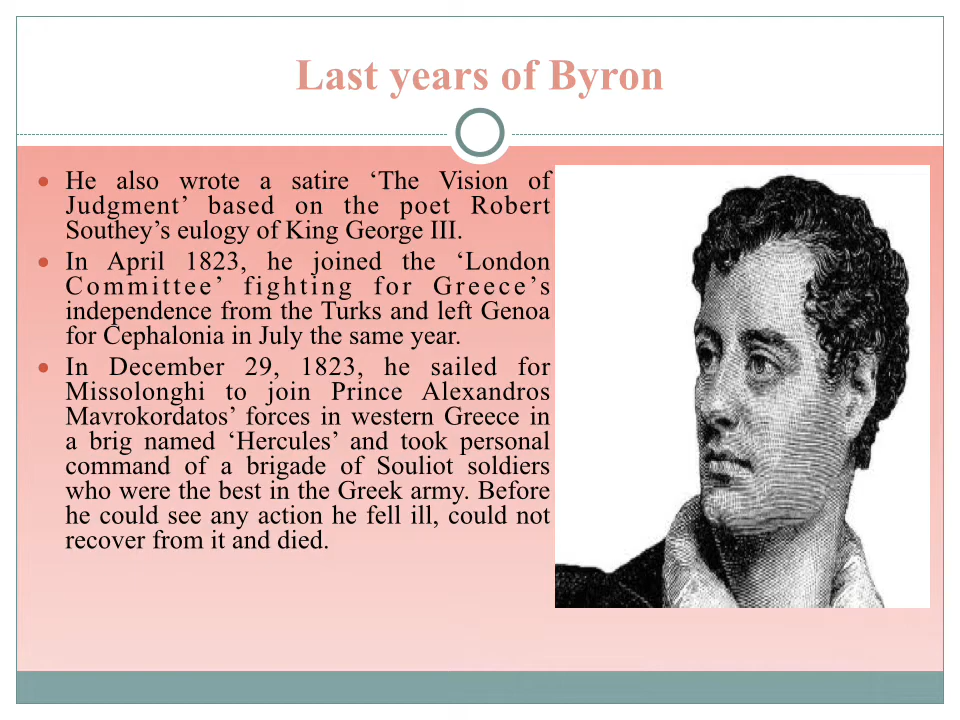 Last years of Byron
• He also wrote a satire ‘The Vision of
Judgment’ based on the poet Robert
Southey’s eulogy of King George III.
• In April 1823, he joined the ‘London
Committee’ fighting for Greece’s
independence from the Turks and left Genoa
for Cephalonia in July the same year.
• In December 29, 1823, he sailed for
Missolonghi to join Prince Alexandros
Mavrokordatos’ forces in western Greece in
a brig named ‘Hercules’ and took personal
command of a brigade of Souliot soldiers
who were the best in the Greek army. Before
he could see any action he fell ill, could not
recover from it and died.